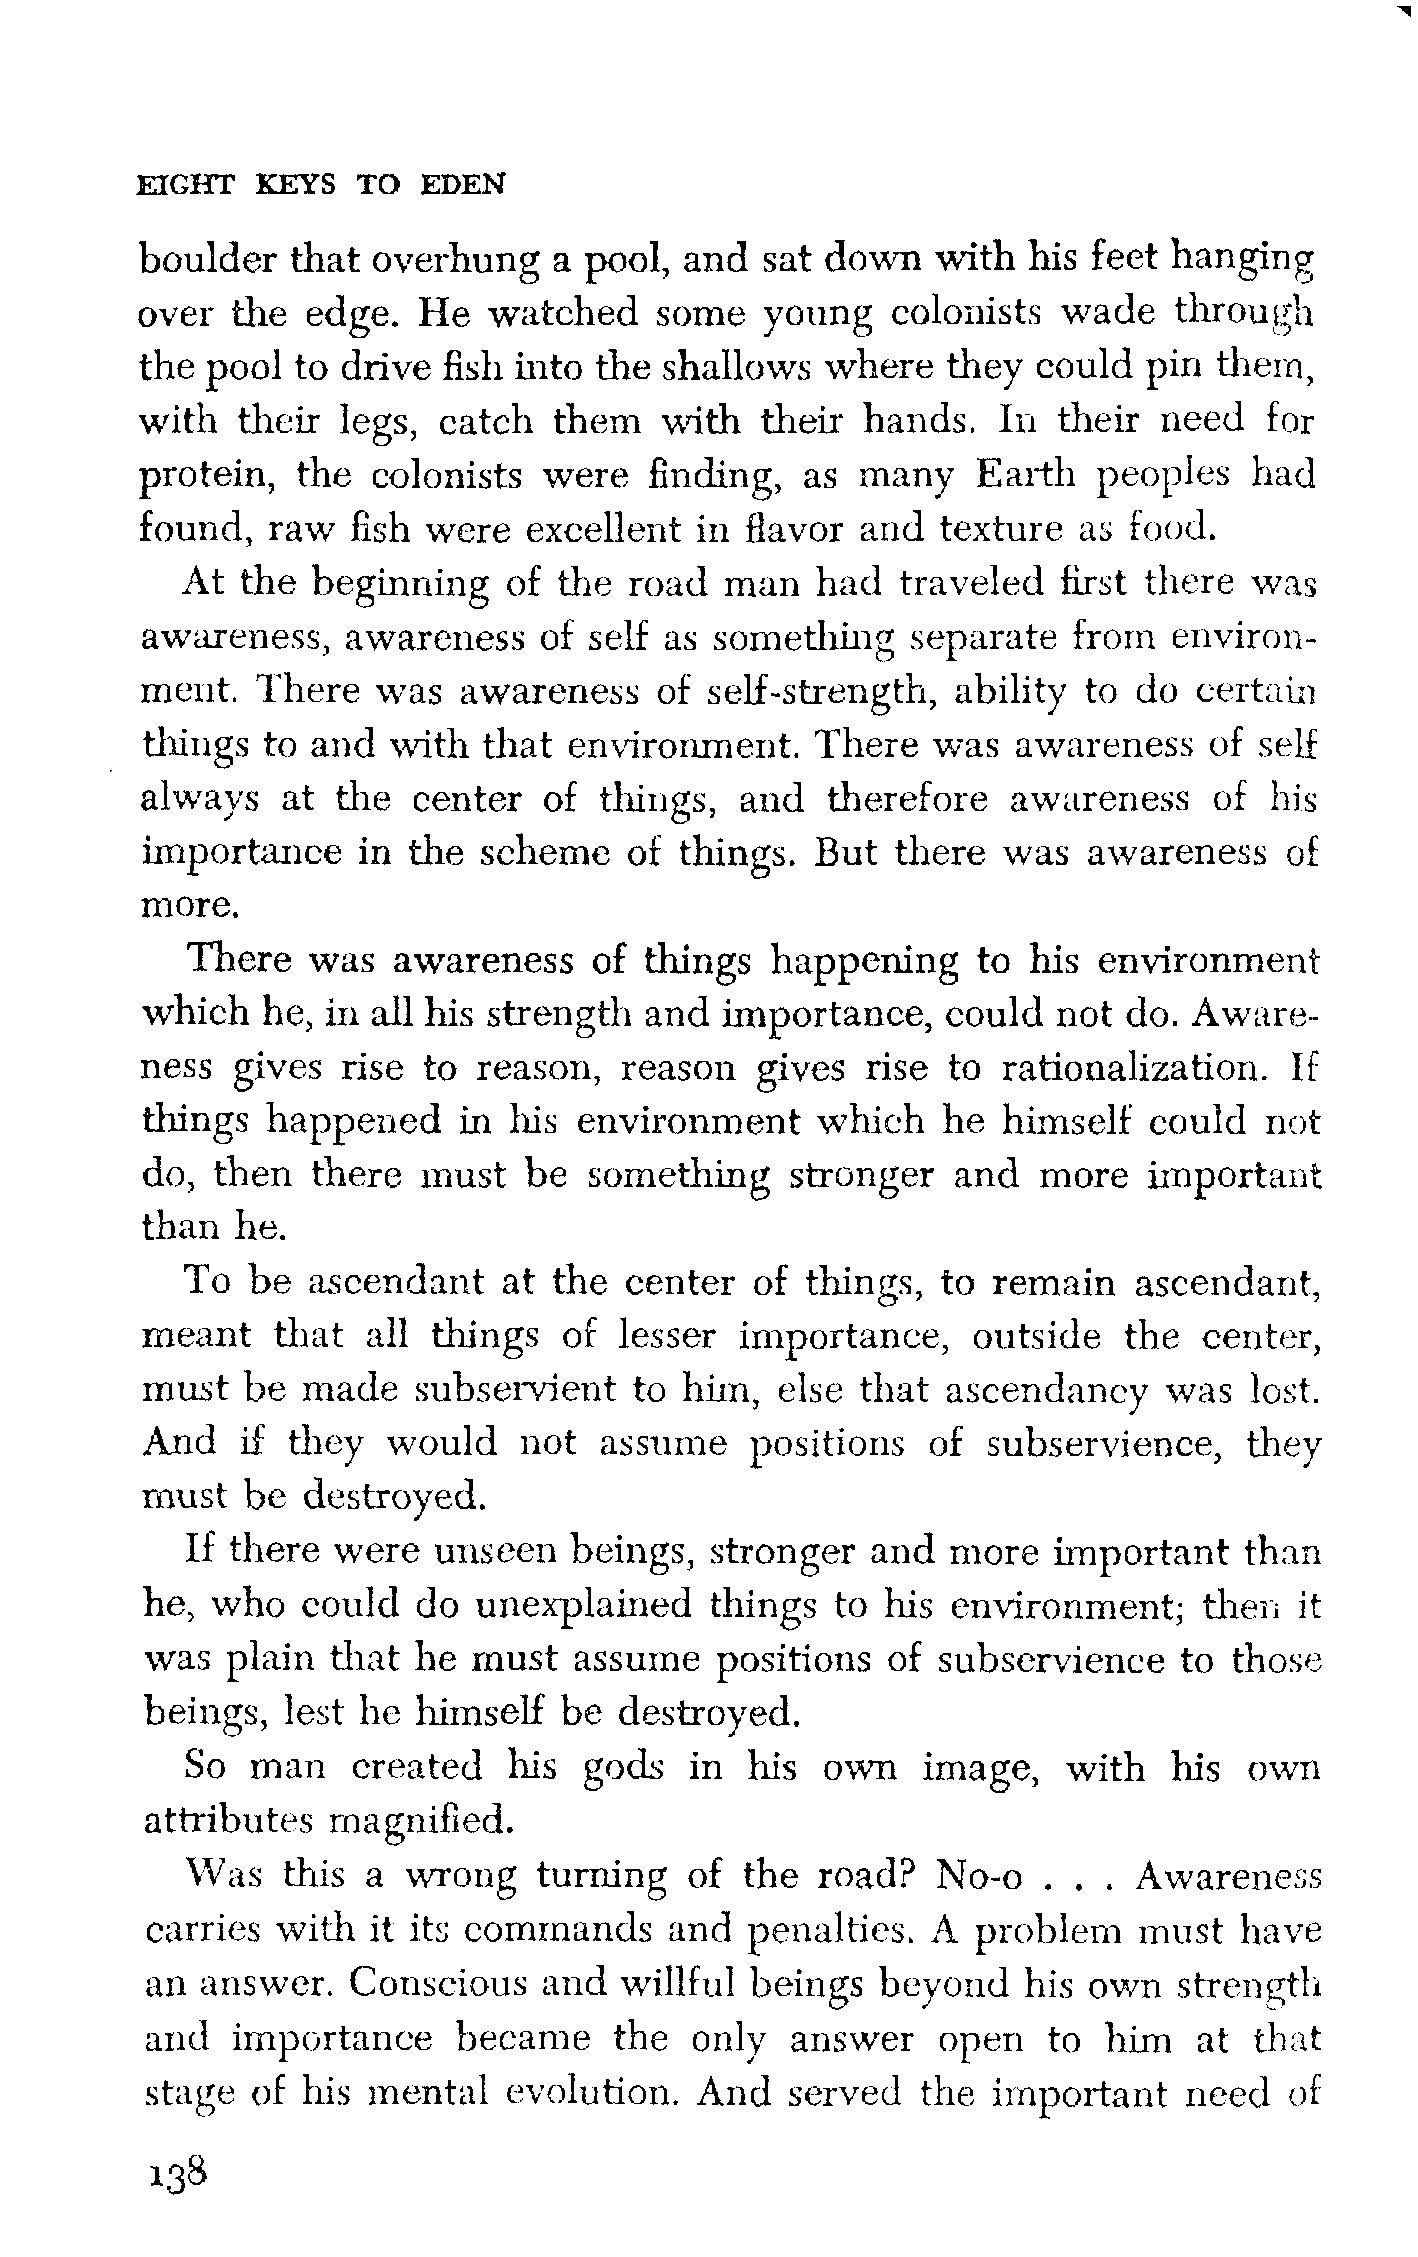 EIGHT KEYS TO EDEN
boulder that overhung a pool, and sat down with his feet hanging
over the edge. He watched some young colonists wade through
the pool to drive fish into the shallows where they could pin them,
with their legs, catch them with their hands. In their need for
protein, the colonists were finding, as many Earth peoples had
found, raw fish were excellent in flavor and texture as food.
At the beginning of the road man had traveled first there was
awareness, awareness of self as something separate from environ-
ment. There was awareness of self-strength, ability to do certain
things to and with that environment. There was awareness of self
always at the center of things, and therefore awareness of his
importance in the scheme of things. But there was awareness of
more.
There was awareness of things happening to his environment
which he, in all his strength and importance, could not do. Aware-
ness gives rise to reason, reason gives rise to rationalization. If
things happened in his environment which he himself could not
do, then there must be something stronger and more important
than he.
To be ascendant at the center of things, to remain ascendant,
meant that all things of lesser importance, outside the center,
must be made subservient to him, else that ascendancy was lost.
And if they would not assume positions of subservience, they
must be destroyed.
If there were unseen beings, stronger and more important than
he, who could do unexplained things to his environment; then it
was plain that he must assume positions of subservience to those
beings, lest he himself be destroyed.
So man created his gods in his own image, with his own
attributes magnified.
Was this a wrong turning of the road? No-o . . . Awareness
carries with it its commands and penalties. A problem must have
an answer. Conscious and willful beings beyond his own strength
and importance became the only answer open to him at that
stage of his mental evolution. And served the important need of
138